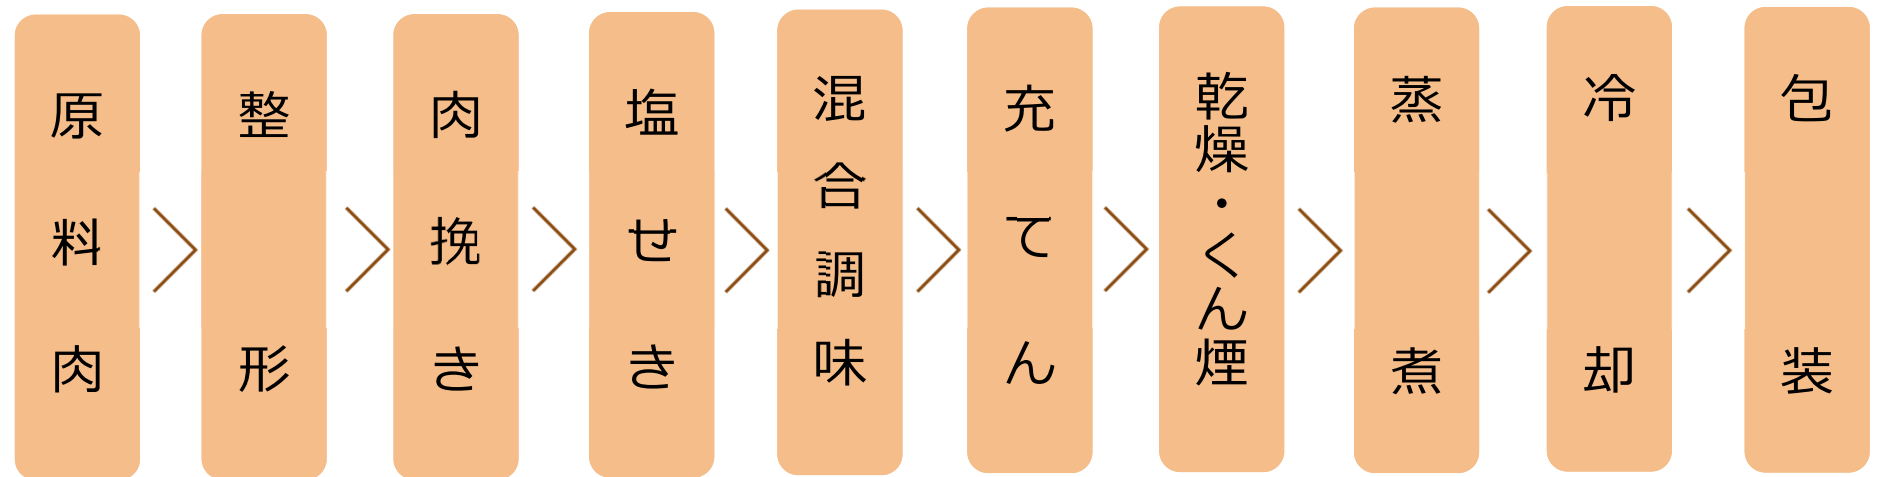 原料肉
整形
肉挽き
塩せき
混合調味
充てん
乾燥・くん煙
蒸煮
冷却
包装